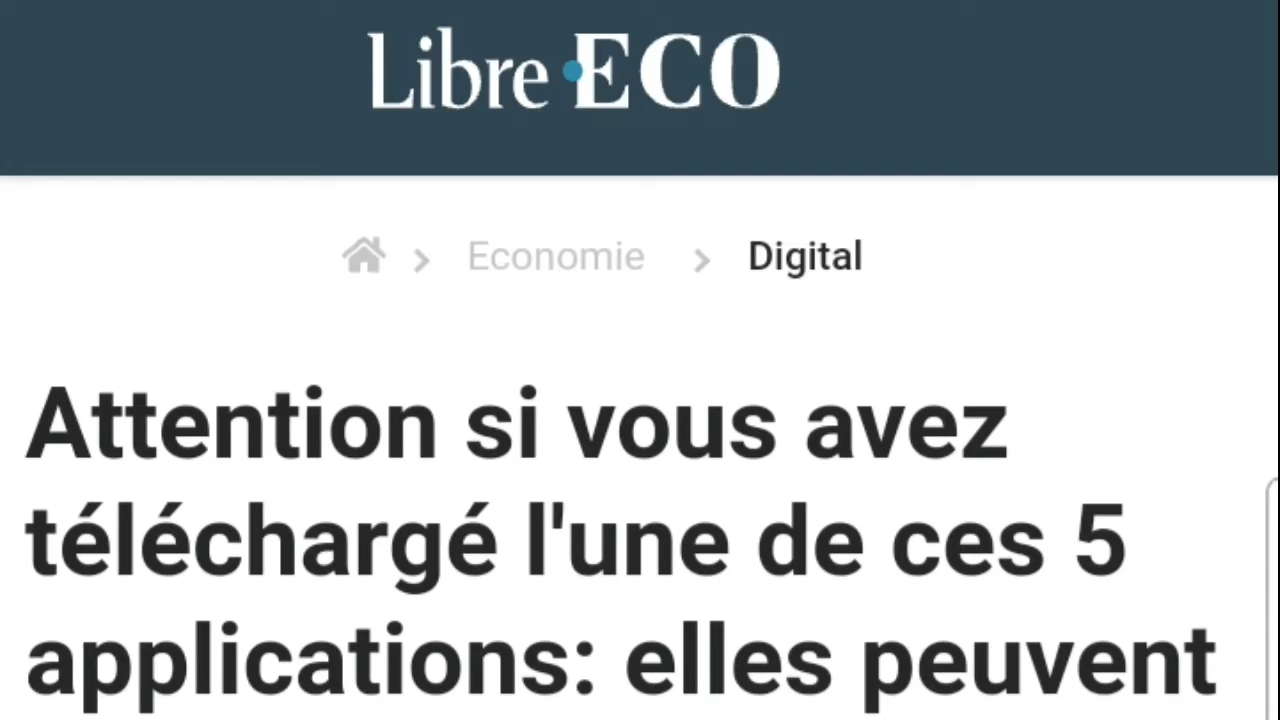 Libre ECO
Economie Digital
Attention si vous avez
téléchargé l'une de ces 5
applications: elles peuvent